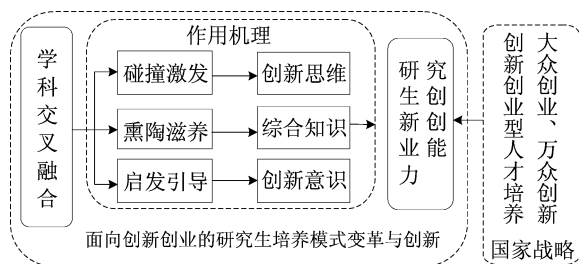 学科交叉融合
作用机理
碰撞激发
创新思维
熏陶滋养
综合知识
启发引导
创新意识
研究
生创
新创
业能
力
面向创新创业的研究生培养模式变革与创新
大众创业、万众创新
创新创业型人才培养
国家战略